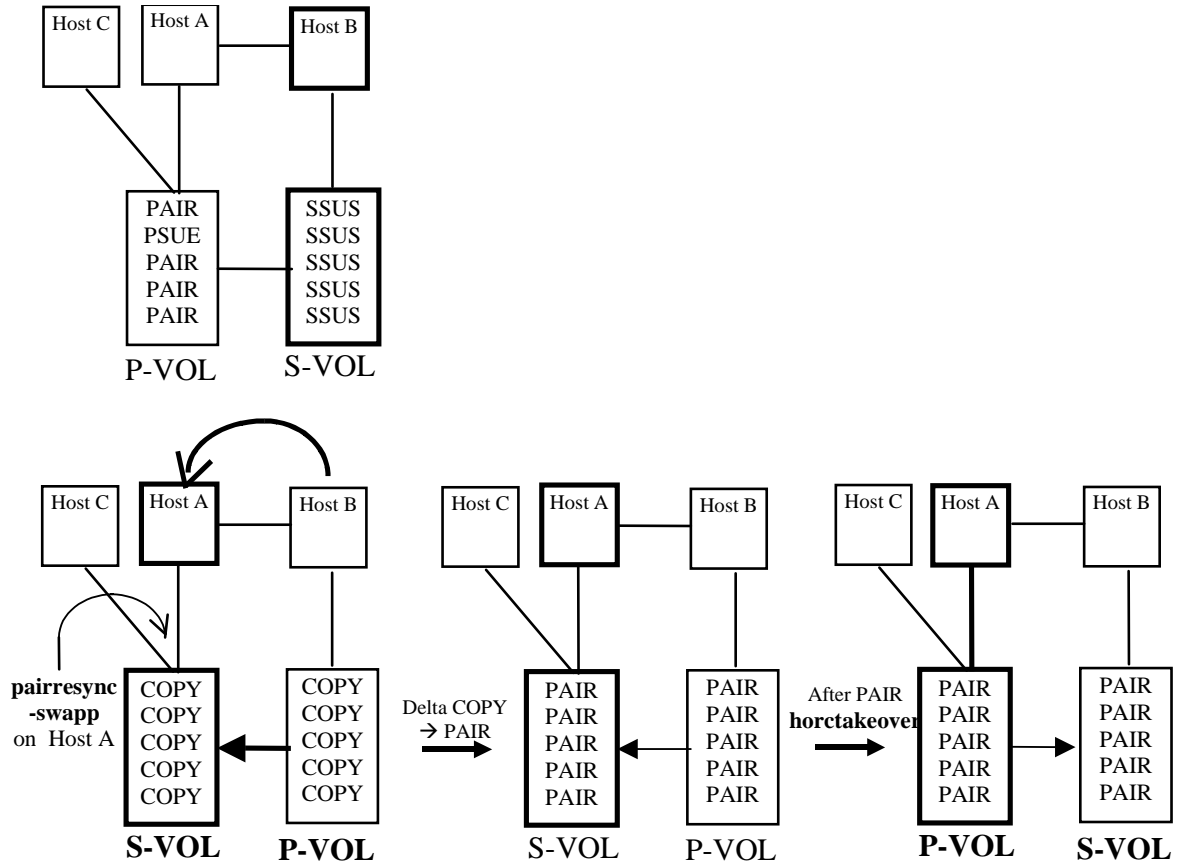 Host C
Host A
Host B
PAIR
PSUE
PAIR
PAIR
PAIR
SSUS
SSUS
SSUS
SSUS
SSUS
P-VOL
S-VOL
Host C
Host A
Host B
pairresync
-swapp
on Host A
COPY
COPY
COPY
COPY
COPY
COPY
COPY
COPY
COPY
COPY
S-VOL
P-VOL
Delta COPY
→ PAIR
Host C
Host A
Host B
PAIR
PAIR
PAIR
PAIR
PAIR
PAIR
PAIR
PAIR
PAIR
PAIR
S-VOL
P-VOL
After PAIR
horctakeover
Host C
Host A
Host B
PAIR
PAIR
PAIR
PAIR
PAIR
PAIR
PAIR
PAIR
PAIR
PAIR
P-VOL
S-VOL